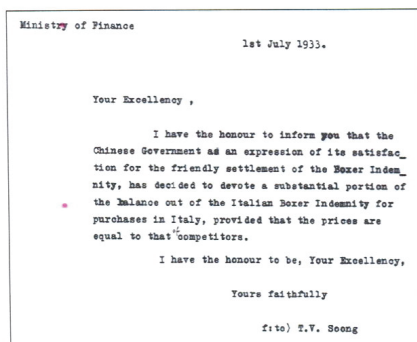 Ministry of Finance
1st July 1933.
Your Excellency ,
I have the honour to inform you that the
Chinese Government as an expression of its satisfac_
tion for the friendly settlement of the Boxer Indem_
nity, has decided to devote a substantial portion of
the balance out of the Italian Boxer Indemnity for
purchases in Italy, provided that the prices are
equal to that competitors.
I have the honour to be, Your Excellency,
Yours faithfully
f:to) T.V. Soong